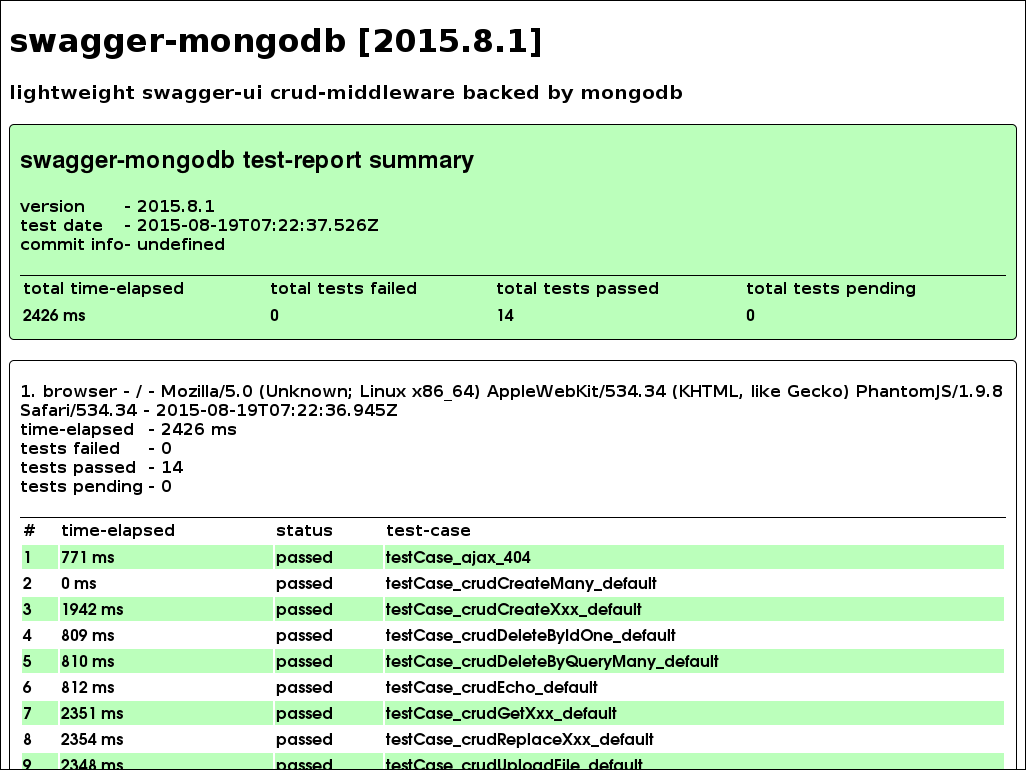 swagger-mongodb [2015.8.1]
lightweight swagger-ui crud-middleware backed by mongodb
swagger-mongodb test-report summary
version - 2015.8.1
test date - 2015-08-19T07:22:37.526Z
commit info- undefined
total time-elapsed total tests failed total tests passed total tests pending
2426 ms 0 14 0
1. browser - / - Mozilla/5.0 (Unknown; Linux x86_64) AppleWebKit/534.34 (KHTML, like Gecko) PhantomJS/1.9.8
Safari/534.34 - 2015-08-19T07:22:36.945Z
time-elapsed - 2426 ms
tests failed - 0
tests passed - 14
tests pending - 0
# time-elapsed status test-case
1 771 ms passed testCase_ajax_404
2 0 ms passed testCase_crudCreateMany_default
3 1942 ms passed testCase_crudCreateXxx_default
4 809 ms passed testCase_crudDeleteByIdOne_default
5 810 ms passed testCase_crudDeleteByQueryMany_default
6 812 ms passed testCase_crudEcho_default
7 2351 ms passed testCase_crudGetXxx_default
8 2354 ms passed testCase_crudReplaceXxx_default
9 2348 ms passed testCase_crudUploadFile_default